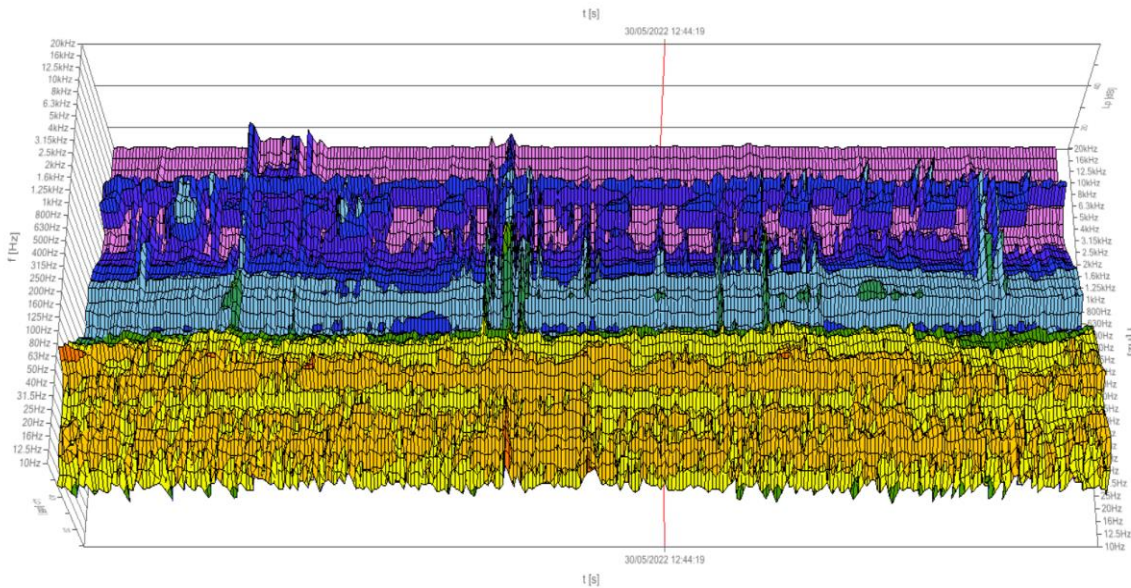 t [s]
30/05/2022 12:44:19
20kHz
16kHz
12.5kHz
10kHz
8kHz
6.3kHz
5kHz
4kHz
3.15kHz
2.5kHz
2kHz
1.6kHz
1.25kHz
1kHz
800Hz
630Hz
500Hz
400Hz
315Hz
250Hz
200Hz
160Hz
125Hz
100Hz
80Hz
63Hz
50Hz
40Hz
31.5Hz
25Hz
20Hz
16Hz
12.5Hz
10Hz
f [Hz]
Lp [dB]
20kHz
16kHz
12.5kHz
10kHz
8kHz
6.3kHz
5kHz
4kHz
3.15kHz
2.5kHz
2kHz
1.6kHz
1.25kHz
1kHz
800Hz
25Hz
20Hz
16Hz
12.5Hz
10Hz
30/05/2022 12:44:19
t [s]